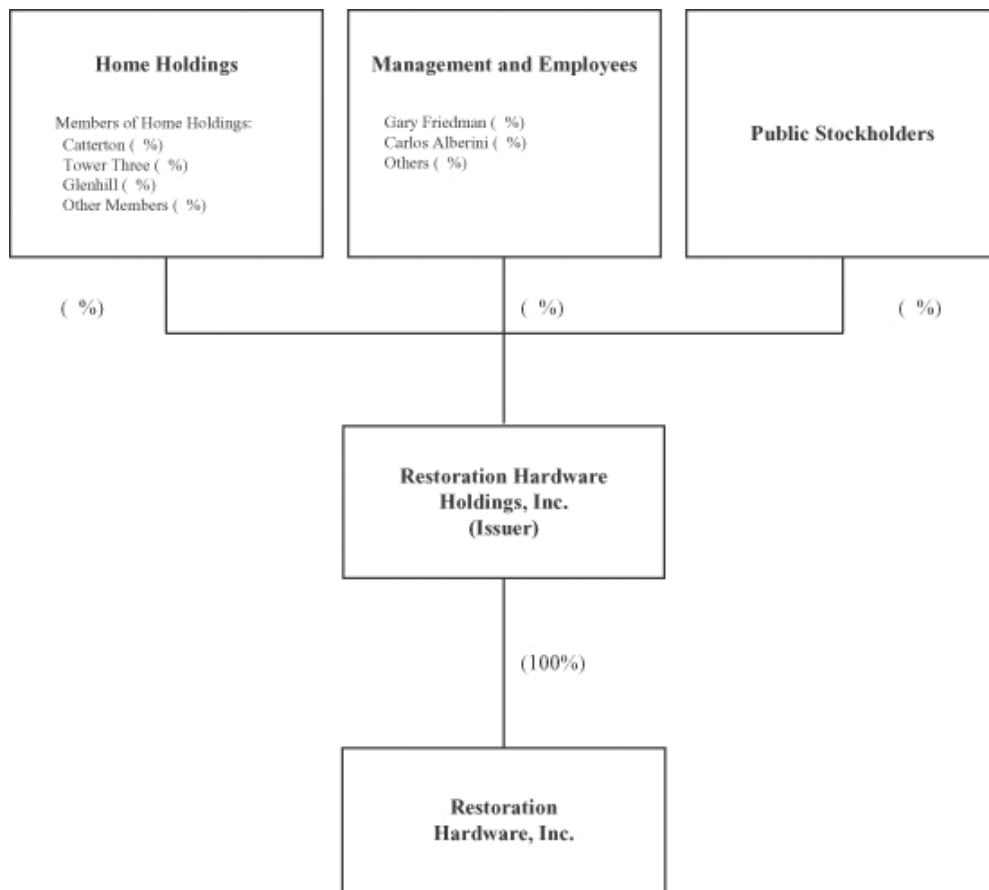 Home Holdings
Members of Home Holdings:
Catterton (  %)
Tower Three (  %)
Glenhill (  %)
Other Members (  %)
Management and Employees
Gary Friedman (  %)
Carlos Alberini (  %)
Others (  %)
Public Stockholders
(  %)
(  %)
(  %)
Restoration Hardware
Holdings, Inc.
(Issuer)
(100%)
Restoration
Hardware, Inc.